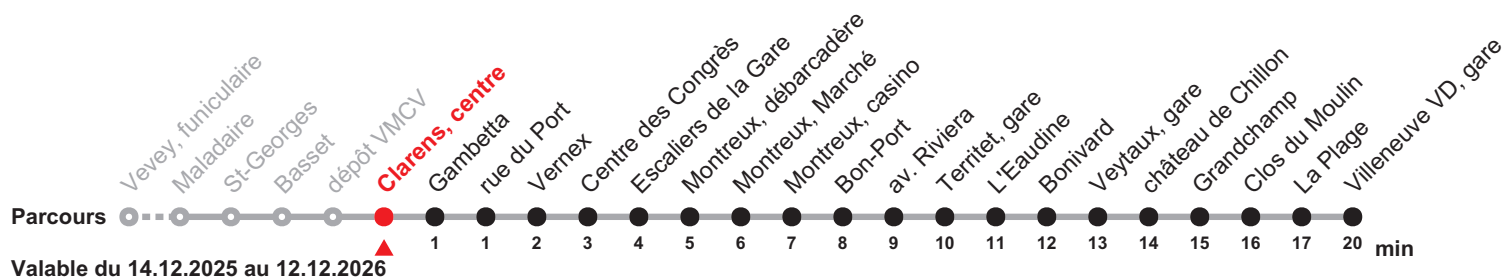 Vevey, funiculaire
Maladaire
St-Georges
Basset
dépôt VMCV
Clarens, centre
Gambetta
rue du Port
Vernex
Centre des Congrès
Escaliers de la Gare
Montreux, débarcadère
Montreux, Marché
Montreux, casino
Bon-Port
av. Riviera
Territet, gare
L'Eaudine
Bonivard
Veytaux, gare
château de Chillon
Grandchamp
Clos du Moulin
La Plage
Villeneuve VD, gare
Parcours
1 1 2 3 4 5 6 7 8 9 10 11 12 13 14 15 16 17 20 min
Valable du 14.12.2025 au 12.12.2026